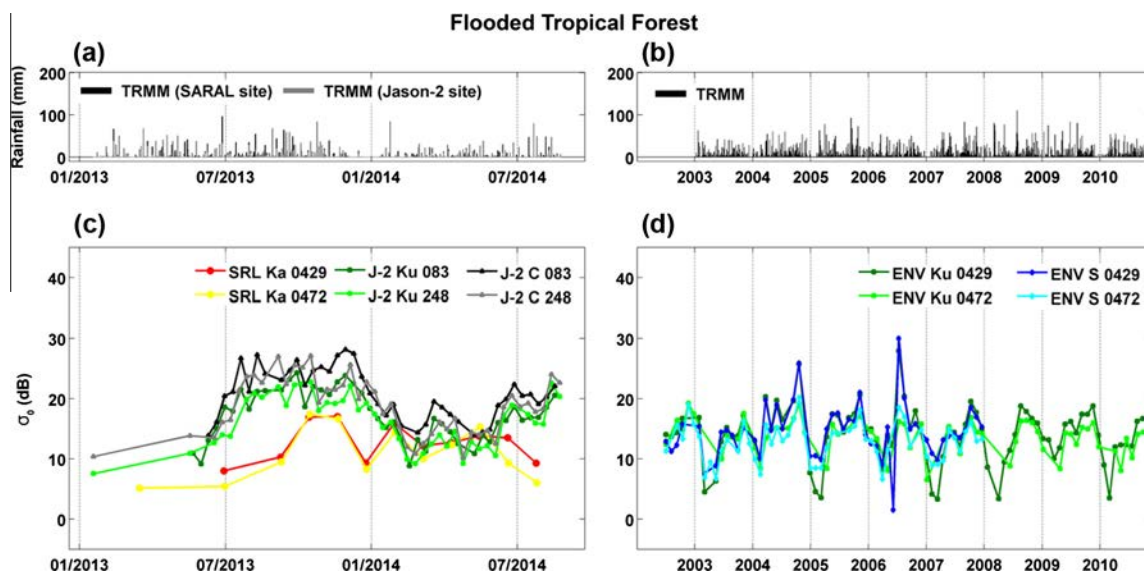 Flooded Tropical Forest
(a)
(b)
Rainfall (mm)
200
100
0
TRMM (SARAL site)
TRMM (Jason-2 site)
01/2013
07/2013
01/2014
07/2014
200
100
0
TRMM
2003
2004
2005
2006
2007
2008
2009
2010
(c)
(d)
σ₀ (dB)
40
30
20
10
0
SRL Ka 0429
J-2 Ku 083
J-2 C 083
SRL Ka 0472
J-2 Ku 248
J-2 C 248
01/2013
07/2013
01/2014
07/2014
40
30
20
10
0
ENV Ku 0429
ENV S 0429
ENV Ku 0472
ENV S 0472
2003
2004
2005
2006
2007
2008
2009
2010